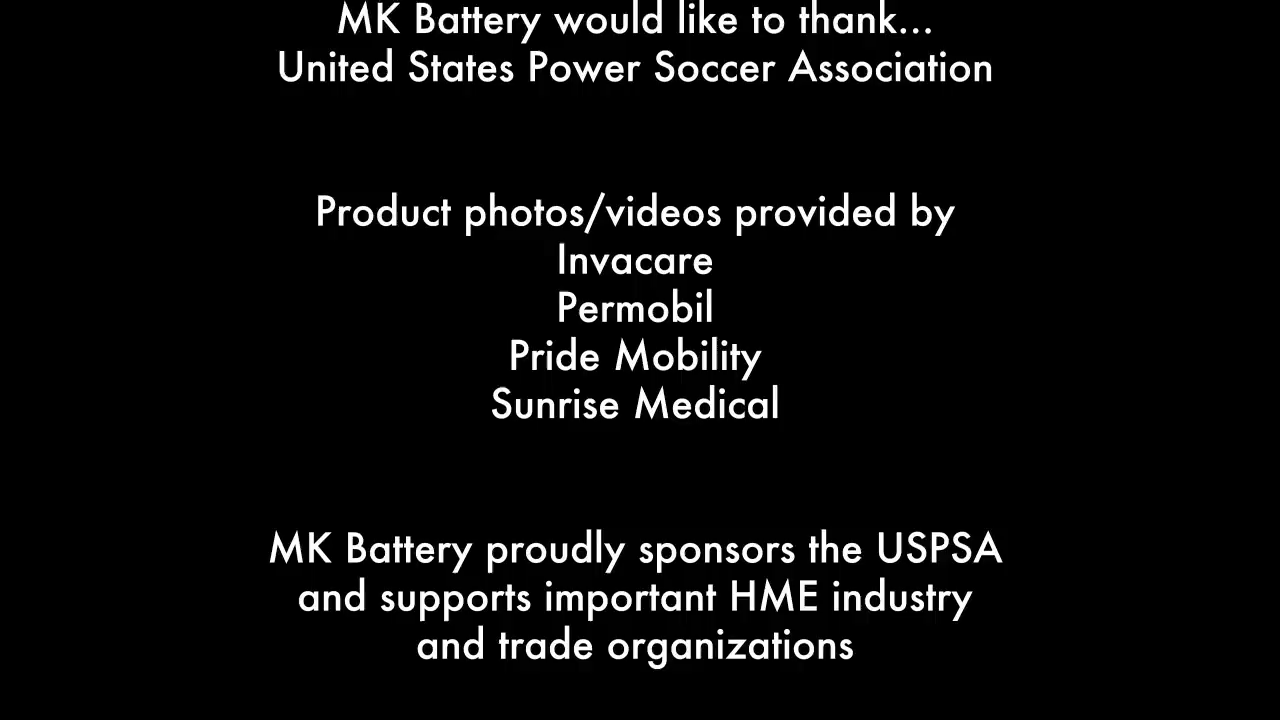 MK Battery would like to thank...
United States Power Soccer Association
Product photos/videos provided by
Invacare
Permobil
Pride Mobility
Sunrise Medical
MK Battery proudly sponsors the USPSA
and supports important HME industry
and trade organizations